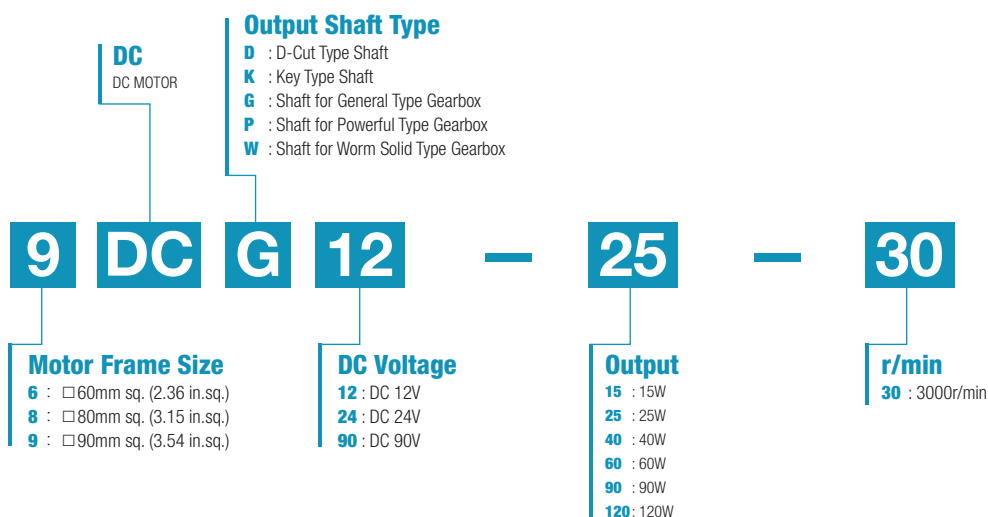 Output Shaft Type
D : D-Cut Type Shaft
K : Key Type Shaft
G : Shaft for General Type Gearbox
P : Shaft for Powerful Type Gearbox
W : Shaft for Worm Solid Type Gearbox
DC
DC MOTOR
9 DC G 12 — 25 — 30
Motor Frame Size
6 : □60mm sq. (2.36 in.sq.)
8 : □80mm sq. (3.15 in.sq.)
9 : □90mm sq. (3.54 in.sq.)
DC Voltage
12 : DC 12V
24 : DC 24V
90 : DC 90V
Output
15 : 15W
25 : 25W
40 : 40W
60 : 60W
90 : 90W
120 : 120W
r/min
30 : 3000r/min